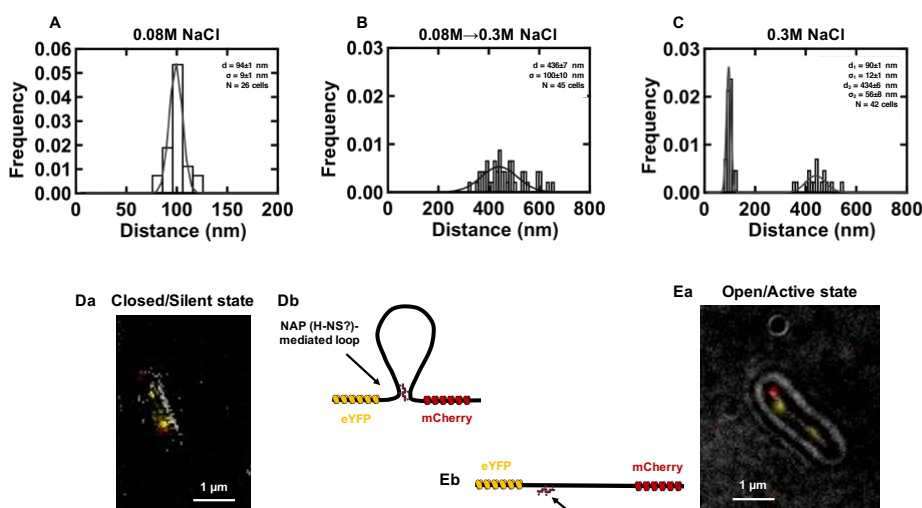 A
0.08M NaCl
0.06
0.05
0.04
0.03
0.02
0.01
0.00
0
50
100
150
200
Frequency
Distance (nm)
d = 94±1 nm
σ = 9±1 nm
N = 26 cells
B
0.08M→0.3M NaCl
0.03
0.02
0.01
0.00
0
200
400
600
800
Frequency
Distance (nm)
d = 436±7 nm
σ = 100±10 nm
N = 45 cells
C
0.3M NaCl
0.03
0.02
0.01
0.00
0
200
400
600
800
Frequency
Distance (nm)
d₁ = 90±1 nm
σ₁ = 12±1 nm
d₂ = 434±6 nm
σ₂ = 56±8 nm
N = 42 cells
Da
Closed/Silent state
1 µm
Db
NAP (H-NS?)-
mediated loop
eYFP
mCherry
Ea
Open/Active state
1 µm
Eb
eYFP
mCherry